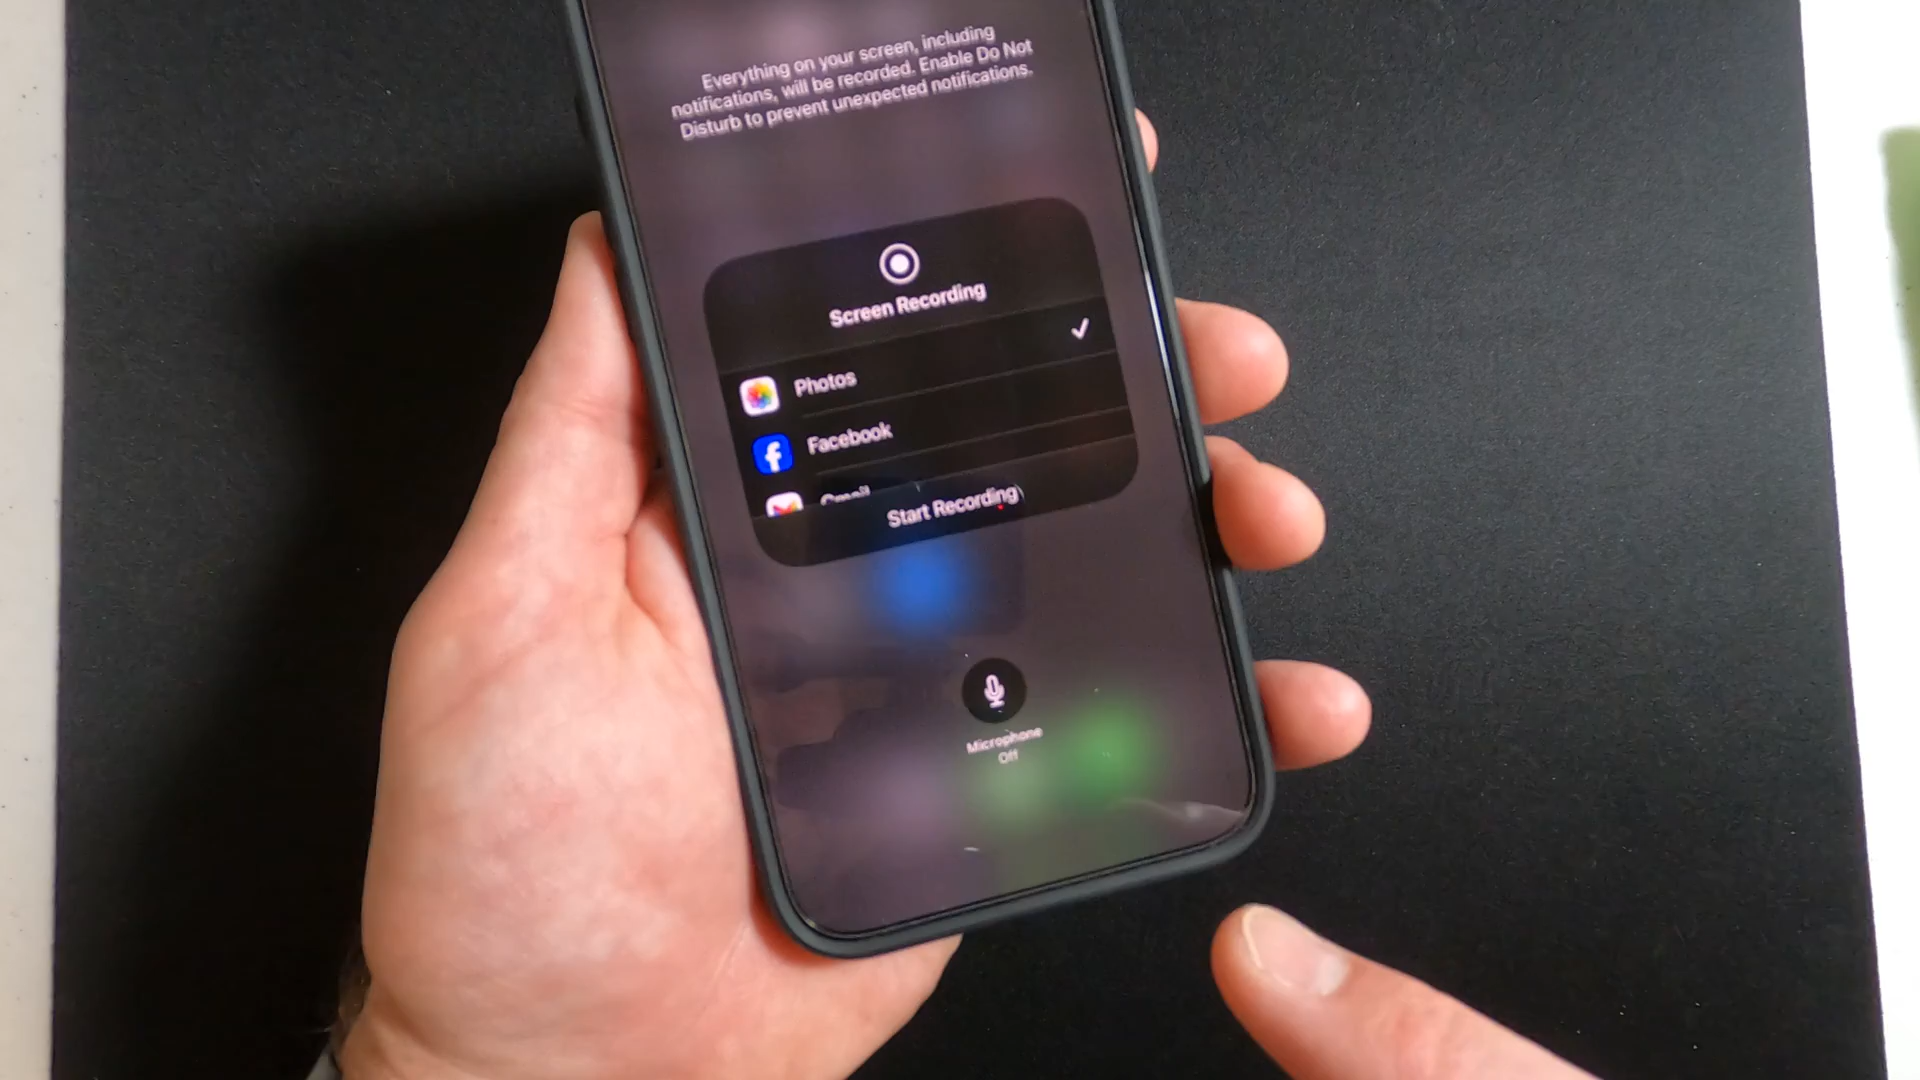 Everything on your screen, including
notifications, will be recorded. Enable Do Not
Disturb to prevent unexpected notifications.
Screen Recording
Photos
Facebook
Gmail
Start Recording
Microphone
Off